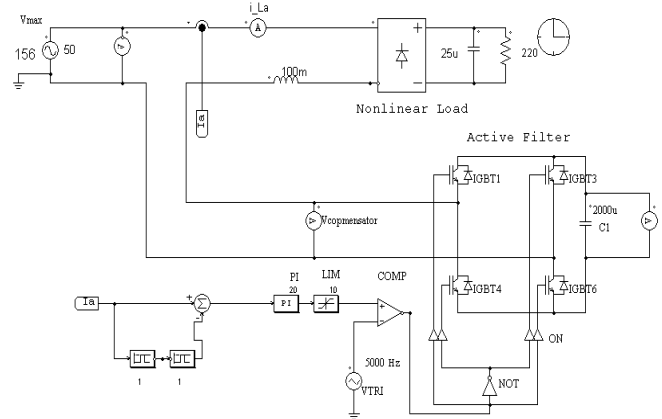 i_La
Vmax
156
50
A
V
100m
25u
220
Ia
Nonlinear Load
Active Filter
IGBT1
IGBT3
2000u
C1
V
V
Vcopmensator
IGBT4
IGBT6
Ia
PI
20
LIM
10
COMP
PI
ON
5000 Hz
VTRI
NOT
1
1